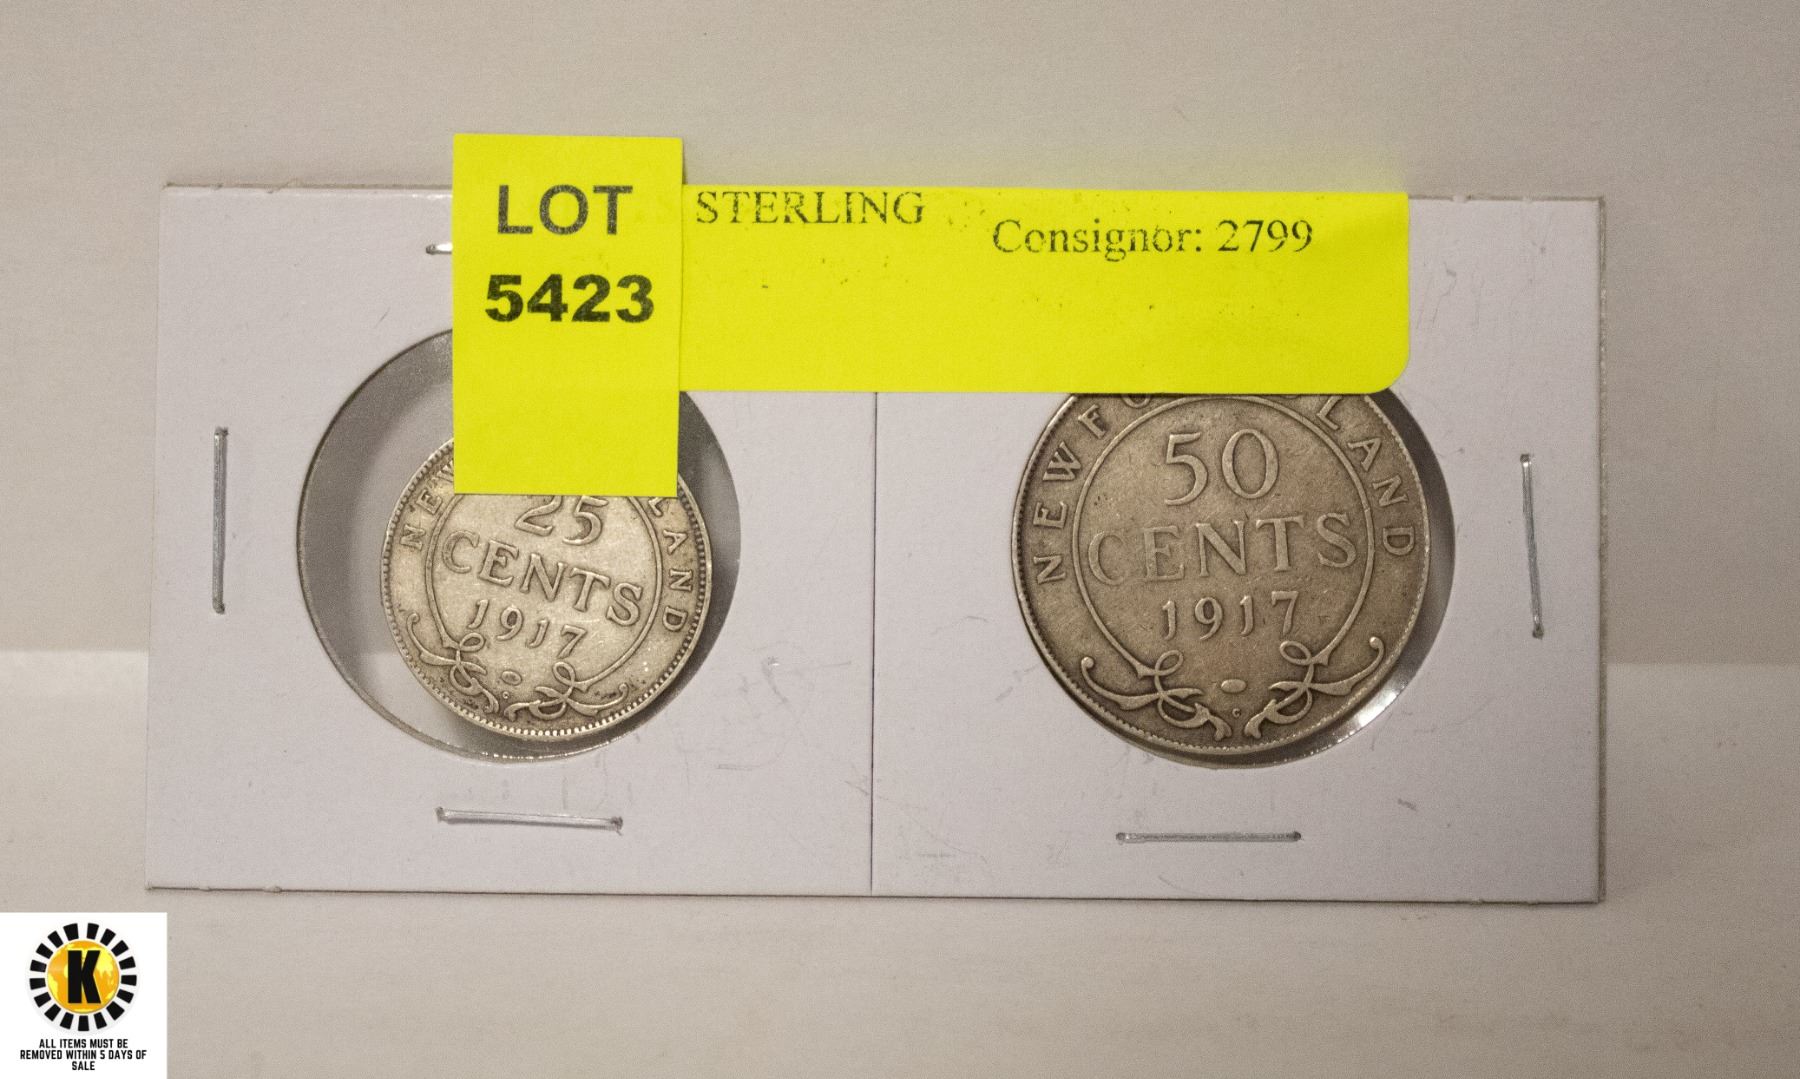 LOT
5423
STERLING
Consignor: 2799
25
CENTS
1917
C
50
CENTS
1917
C
NEWFOUNDLAND
K
ALL ITEMS MUST BE
REMOVED WITHIN 5 DAYS OF
SALE